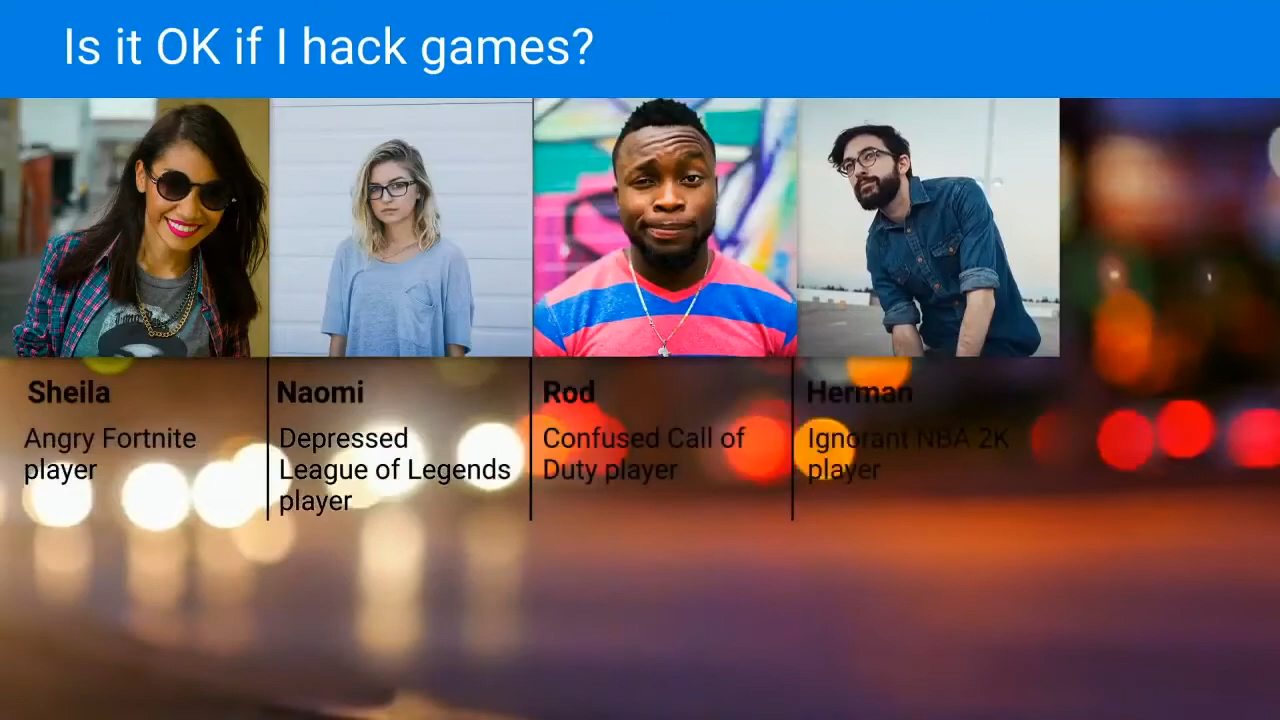 Is it OK if I hack games?
Sheila
Angry Fortnite
player
Naomi
Depressed
League of Legends
player
Rod
Confused Call of
Duty player
Herman
Ignorant NBA 2K
player